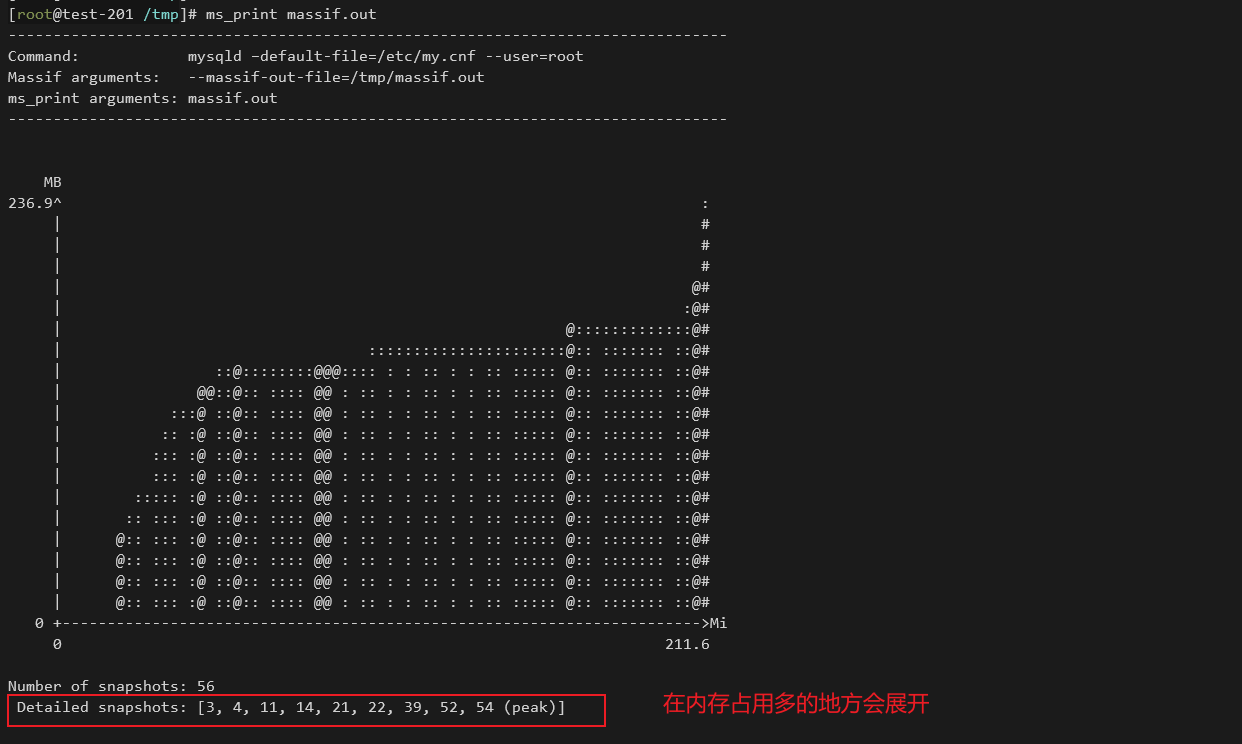 [root@test-201 /tmp]# ms_print massif.out
--------------------------------------------------------------------------------
Command:            mysqld –default-file=/etc/my.cnf --user=root
Massif arguments:   --massif-out-file=/tmp/massif.out
ms_print arguments: massif.out
--------------------------------------------------------------------------------
    MB
236.9^                                                                       :
     |                                                                       #
     |                                                                       #
     |                                                                       #
     |                                                                      @#
     |                                                                     :@#
     |                                                        @:::::::::::::@#
     |                                  ::::::::::::::::::::::@:: ::::::: ::@#
     |                 ::@::::::::@@@:::: : : :: : : :: ::::: @:: ::::::: ::@#
     |               @@::@:: :::: @@ : :: : : :: : : :: ::::: @:: ::::::: ::@#
     |            :::@ ::@:: :::: @@ : :: : : :: : : :: ::::: @:: ::::::: ::@#
     |           :: :@ ::@:: :::: @@ : :: : : :: : : :: ::::: @:: ::::::: ::@#
     |          ::: :@ ::@:: :::: @@ : :: : : :: : : :: ::::: @:: ::::::: ::@#
     |          ::: :@ ::@:: :::: @@ : :: : : :: : : :: ::::: @:: ::::::: ::@#
     |        ::::: :@ ::@:: :::: @@ : :: : : :: : : :: ::::: @:: ::::::: ::@#
     |       :: ::: :@ ::@:: :::: @@ : :: : : :: : : :: ::::: @:: ::::::: ::@#
     |      @:: ::: :@ ::@:: :::: @@ : :: : : :: : : :: ::::: @:: ::::::: ::@#
     |      @:: ::: :@ ::@:: :::: @@ : :: : : :: : : :: ::::: @:: ::::::: ::@#
     |      @:: ::: :@ ::@:: :::: @@ : :: : : :: : : :: ::::: @:: ::::::: ::@#
     |      @:: ::: :@ ::@:: :::: @@ : :: : : :: : : :: ::::: @:: ::::::: ::@#
   0 +----------------------------------------------------------------------->Mi
     0                                                                   211.6
Number of snapshots: 56
 Detailed snapshots: [3, 4, 11, 14, 21, 22, 39, 52, 54 (peak)]
在内存占用多的地方会展开